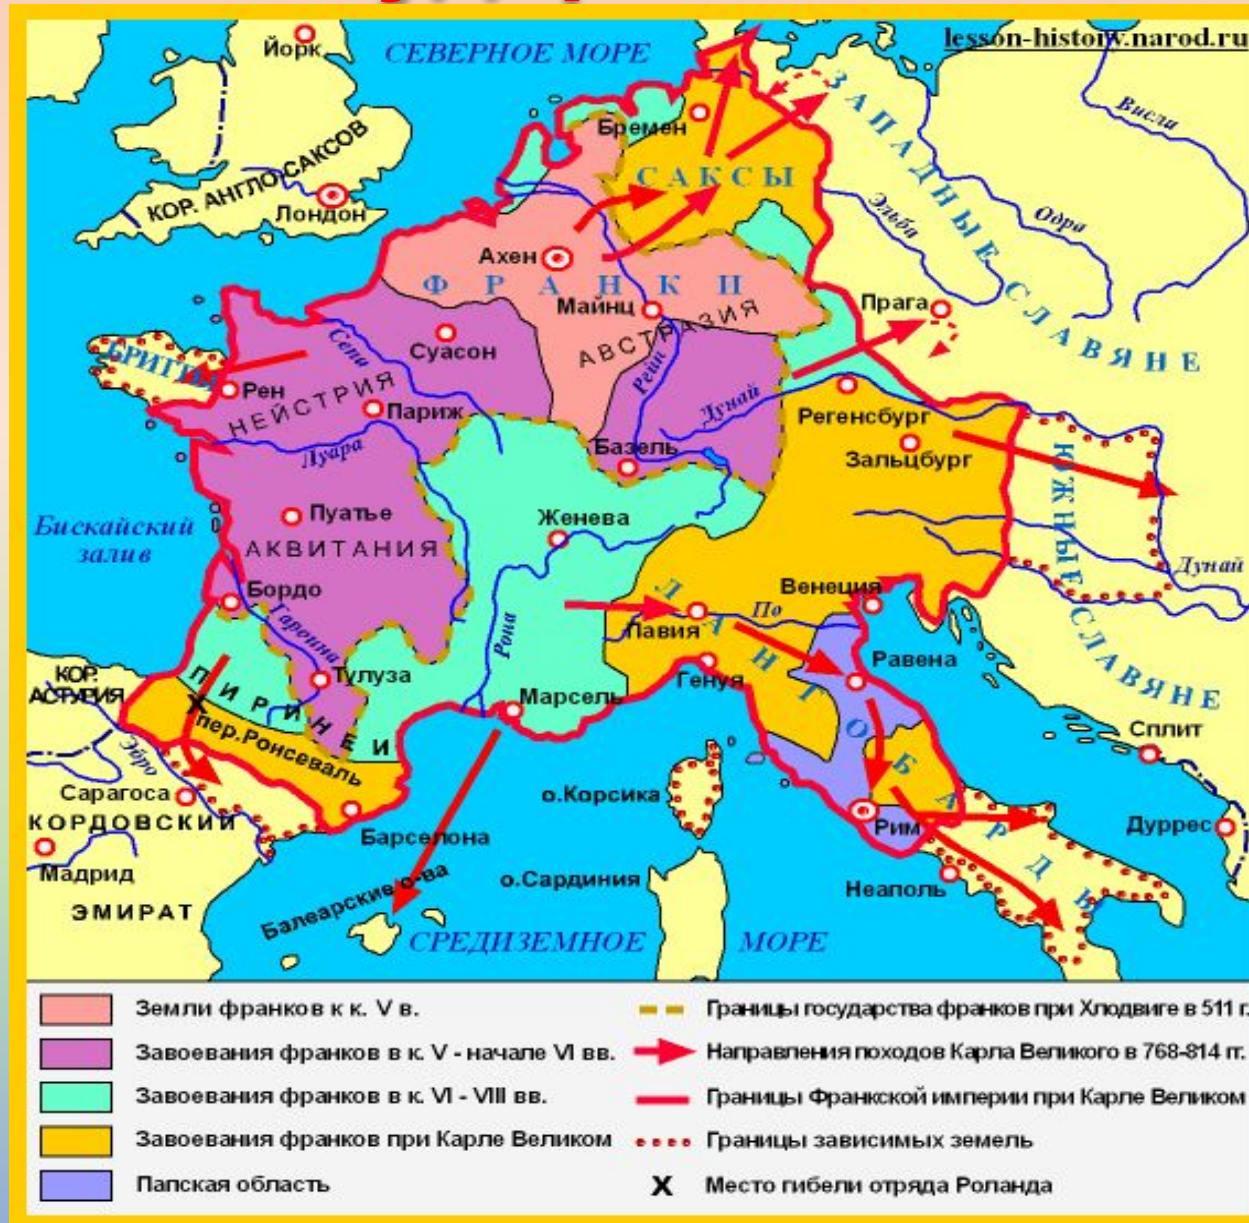 lesson-history.narod.ru
Йорк
СЕВЕРНОЕ МОРЕ
Висла
Бремен
ЗАПАДНЫЕ СЛАВЯНЕ
САКСЫ
КОР. АНГЛО-САКСОВ
Лондон
Эльба
Одра
Ахен
ФРАНКИ
Майнц
Прага
АВСТРАЗИЯ
Суасон
Сена
Рейн
БРИТТЫ
Рен
НЕЙСТРИЯ
Париж
Дунай
Регенсбург
Луара
Базель
Зальцбург
Бискайский
залив
Пуатье
Женева
АКВИТАНИЯ
ЮЖНЫЕ СЛАВЯНЕ
Дунай
Бордо
Венеция
Гаронна
Рона
Павия
По
ЛАНГОБАРДЫ
КОР.
АСТУРИЯ
ПИРИНЕИ
Тулуза
Марсель
Генуя
Равена
пер.Ронсеваль
Эбро
Сплит
Сарагоса
о.Корсика
КОРДОВСКИЙ
Барселона
Рим
Дуррес
Мадрид
Балеарские о-ва
о.Сардиния
Неаполь
ЭМИРАТ
СРЕДИЗЕМНОЕ МОРЕ
Земли франков к к. V в.
Завоевания франков в к. V - начале VI вв.
Завоевания франков в к. VI - VIII вв.
Завоевания франков при Карле Великом
Папская область
Границы государства франков при Хлодвиге в 511 г.
Направления походов Карла Великого в 768-814 гг.
Границы Франкской империи при Карле Великом
Границы зависимых земель
X Место гибели отряда Роланда